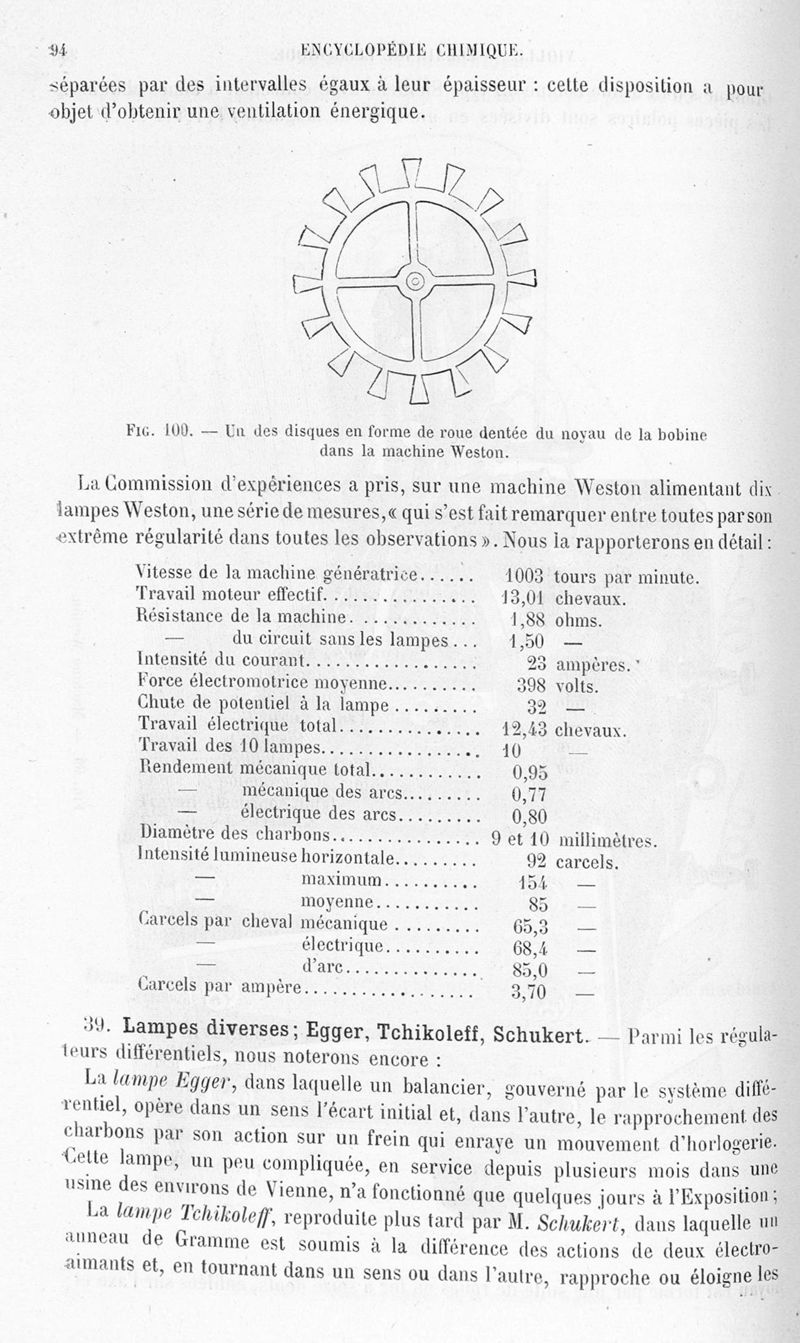 94 ENCYCLOPÉDIE CHIMIQUE.
séparées par des intervalles égaux à leur épaisseur : cette disposition a pour
objet d'obtenir une ventilation énergique.
FIG. 100. — Un des disques en forme de roue dentée du noyau de la bobine
dans la machine Weston.
La Commission d'expériences a pris, sur une machine Weston alimentant dix
lampes Weston, une série de mesures, « qui s'est fait remarquer entre toutes par son
extrême régularité dans toutes les observations ». Nous la rapporterons en détail :
Vitesse de la machine génératrice...... 1003 tours par minute.
Travail moteur effectif................ 13,01 chevaux.
Résistance de la machine.............. 1,88 ohms.
— du circuit sans les lampes... 1,50 —
Intensité du courant.................. 23 ampères.
Force électromotrice moyenne.......... 398 volts.
Chute de potentiel à la lampe......... 32 —
Travail électrique total............... 12,43 chevaux.
Travail des 10 lampes................. 10 —
Rendement mécanique total............ 0,95
— mécanique des arcs......... 0,77
— électrique des arcs......... 0,80
Diamètre des charbons................ 9 et 10 millimètres.
Intensité lumineuse horizontale......... 92 carcels.
— maximum.......... 154 —
— moyenne........... 85 —
Carcels par cheval mécanique......... 65,3 —
— électrique.......... 68,4 —
— d'arc............... 85,0 —
Carcels par ampère.................. 3,70 —
39. Lampes diverses; Egger, Tchikoleff, Schukert. — Parmi les régula-
teurs différentiels, nous noterons encore :
La lampe Egger, dans laquelle un balancier, gouverné par le système diffé-
rentiel, opère dans un sens l'écart initial et, dans l'autre, le rapprochement des
charbons par son action sur un frein qui enraye un mouvement d'horlogerie.
Cette lampe, un peu compliquée, en service depuis plusieurs mois dans une
usine des environs de Vienne, n'a fonctionné que quelques jours à l'Exposition;
La lampe Tchikoleff, reproduite plus tard par M. Schukert, dans laquelle un
anneau de Gramme est soumis à la différence des actions de deux électro-
aimants et, en tournant dans un sens ou dans l'autre, rapproche ou éloigne les